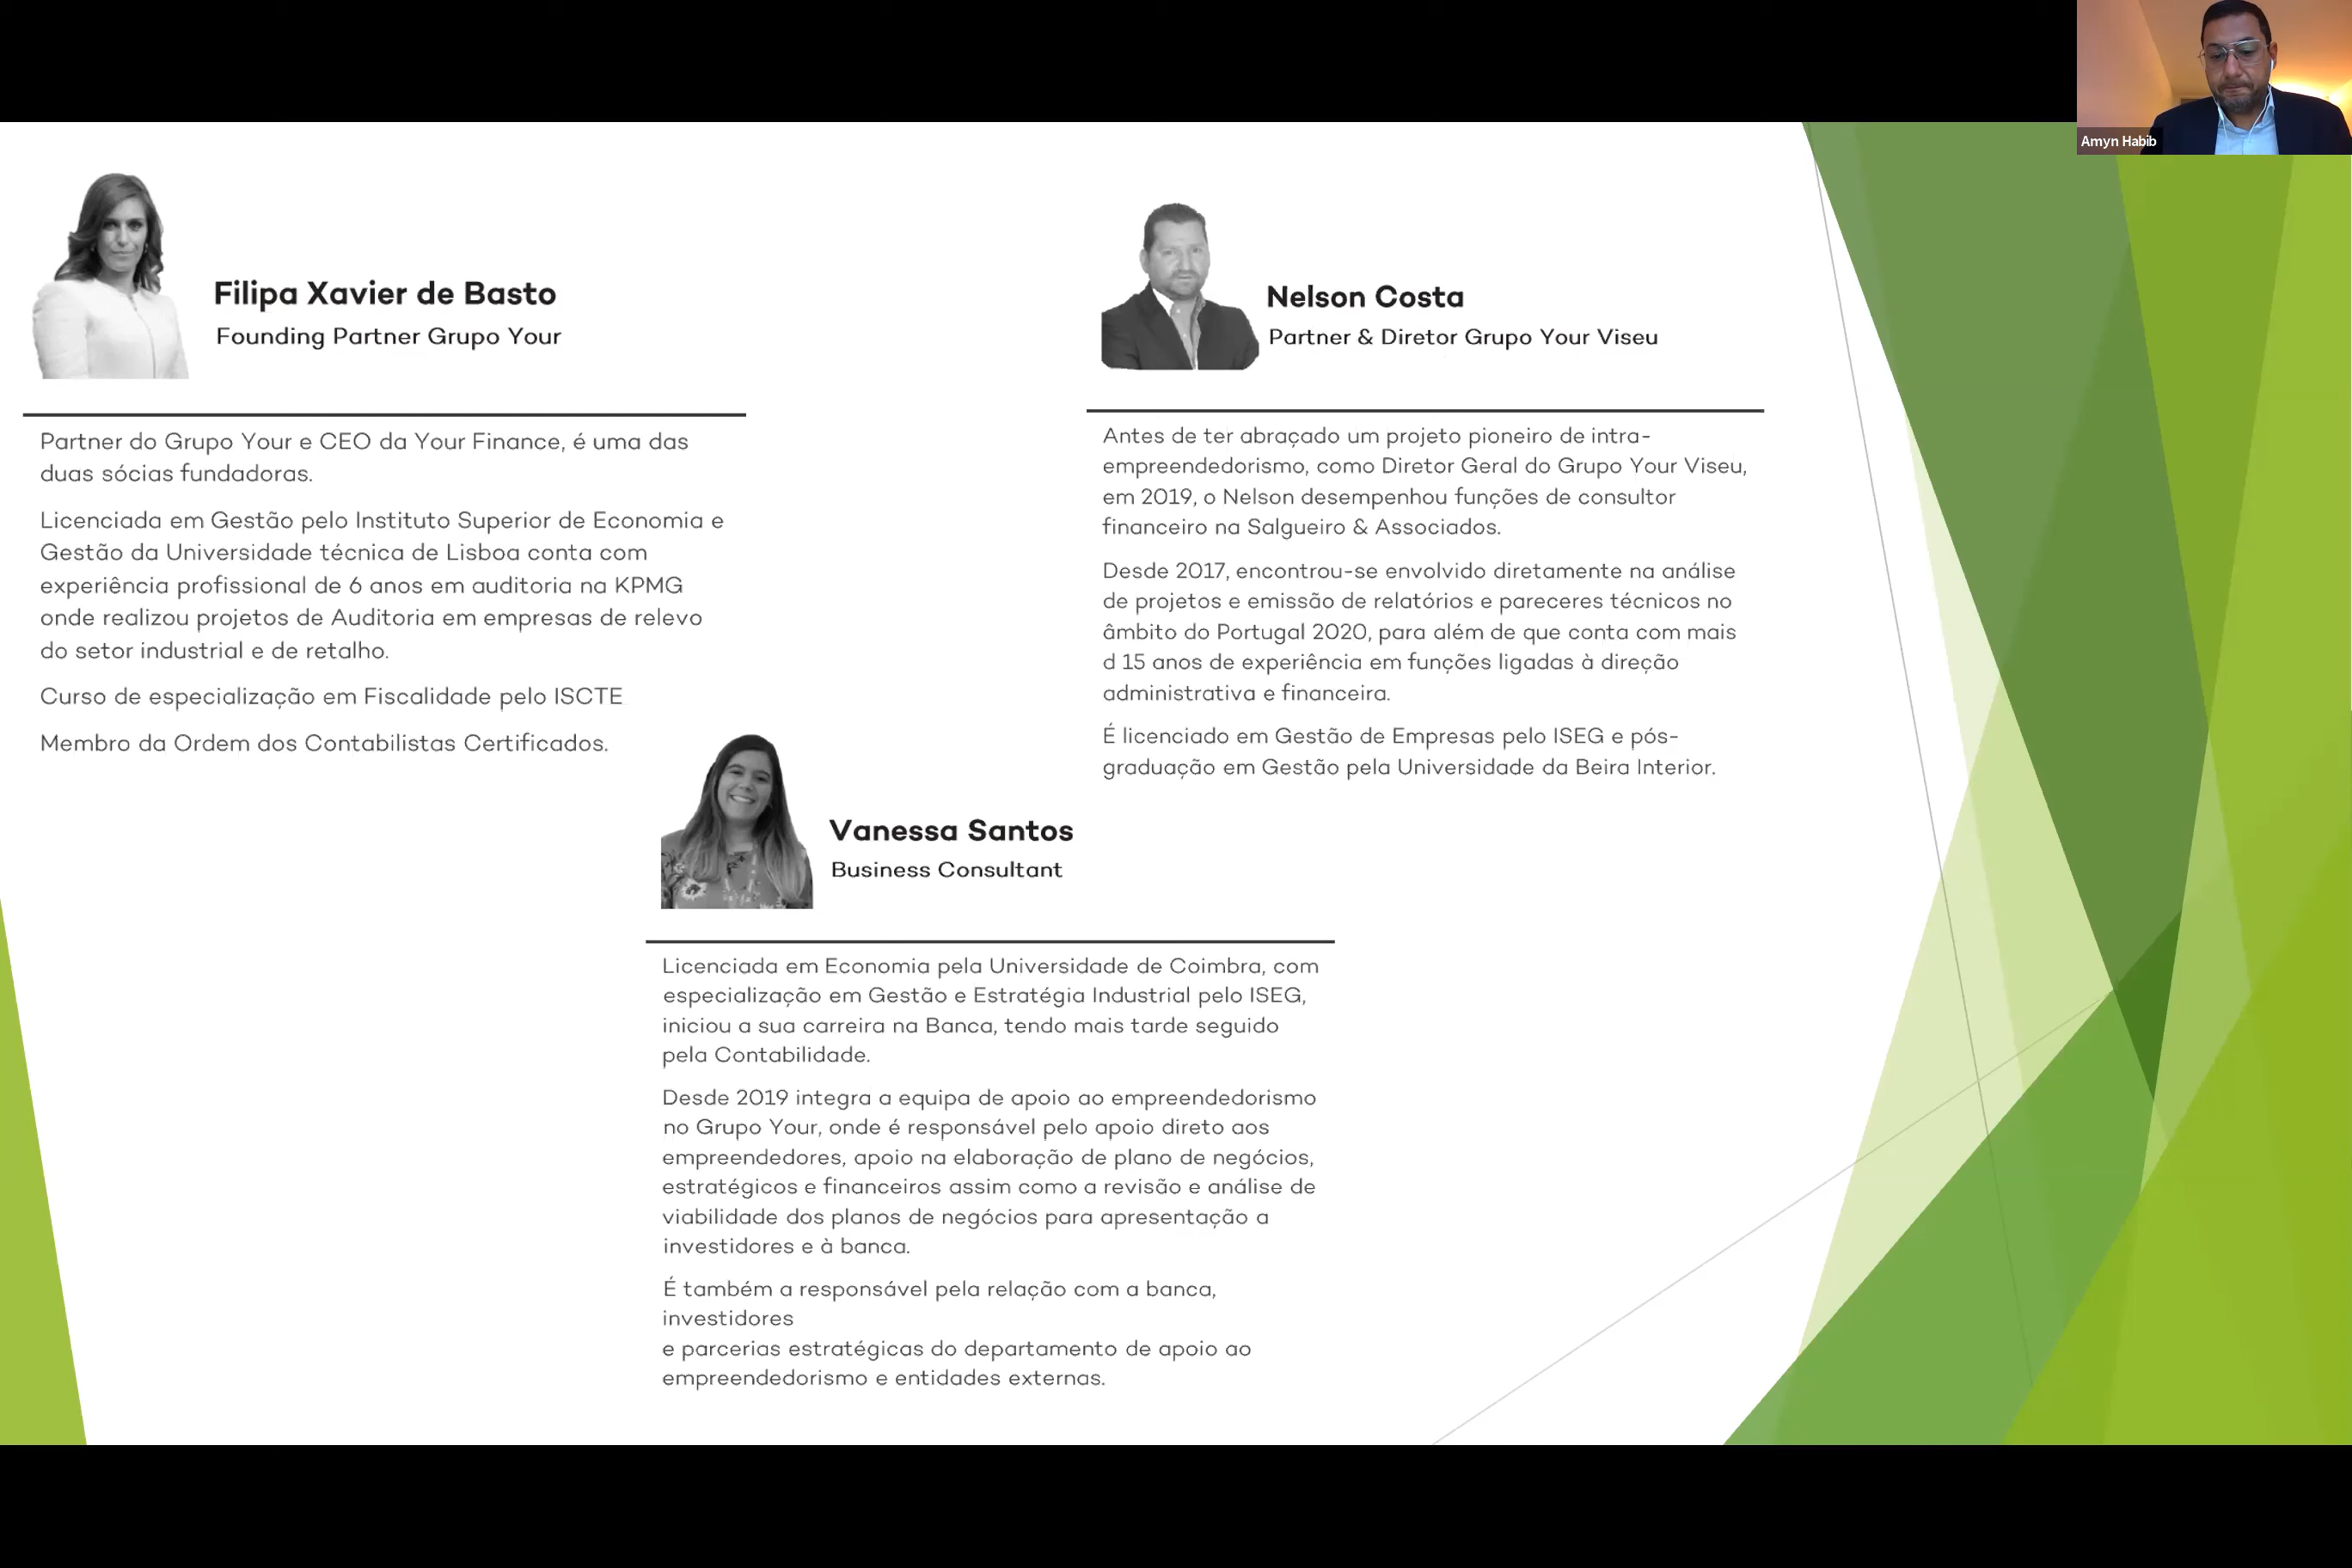 Amyn Habib
Filipa Xavier de Basto
Founding Partner Grupo Your
Partner do Grupo Your e CEO da Your Finance, é uma das
duas sócias fundadoras.
Licenciada em Gestão pelo Instituto Superior de Economia e
Gestão da Universidade técnica de Lisboa conta com
experiência profissional de 6 anos em auditoria na KPMG
onde realizou projetos de Auditoria em empresas de relevo
do setor industrial e de retalho.
Curso de especialização em Fiscalidade pelo ISCTE
Membro da Ordem dos Contabilistas Certificados.
Nelson Costa
Partner & Diretor Grupo Your Viseu
Antes de ter abraçado um projeto pioneiro de intra-
empreendedorismo, como Diretor Geral do Grupo Your Viseu,
em 2019, o Nelson desempenhou funções de consultor
financeiro na Salgueiro & Associados.
Desde 2017, encontrou-se envolvido diretamente na análise
de projetos e emissão de relatórios e pareceres técnicos no
âmbito do Portugal 2020, para além de que conta com mais
d 15 anos de experiência em funções ligadas à direção
administrativa e financeira.
É licenciado em Gestão de Empresas pelo ISEG e pós-
graduação em Gestão pela Universidade da Beira Interior.
Vanessa Santos
Business Consultant
Licenciada em Economia pela Universidade de Coimbra, com
especialização em Gestão e Estratégia Industrial pelo ISEG,
iniciou a sua carreira na Banca, tendo mais tarde seguido
pela Contabilidade.
Desde 2019 integra a equipa de apoio ao empreendedorismo
no Grupo Your, onde é responsável pelo apoio direto aos
empreendedores, apoio na elaboração de plano de negócios,
estratégicos e financeiros assim como a revisão e análise de
viabilidade dos planos de negócios para apresentação a
investidores e à banca.
É também a responsável pela relação com a banca,
investidores
e parcerias estratégicas do departamento de apoio ao
empreendedorismo e entidades externas.